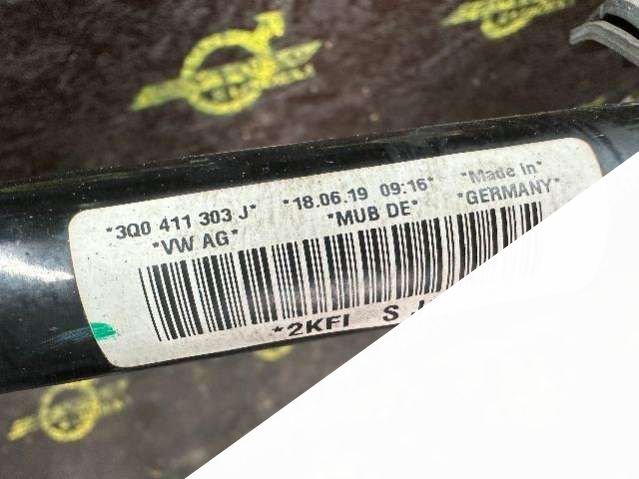 *3Q0 411 303 J* *18.06.19 09:16* *Made in*
*VW AG* *MUB DE* *GERMANY*
*2KFI S